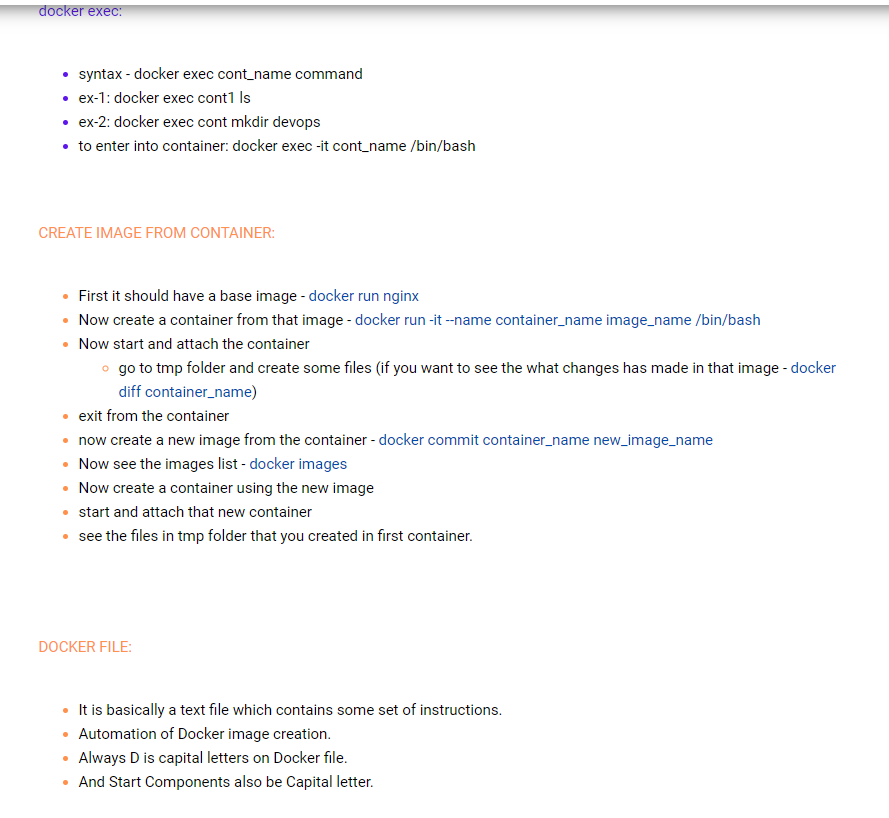 docker exec:
syntax - docker exec cont_name command
ex-1: docker exec cont1 ls
ex-2: docker exec cont mkdir devops
to enter into container: docker exec -it cont_name /bin/bash
CREATE IMAGE FROM CONTAINER:
First it should have a base image - docker run nginx
Now create a container from that image - docker run -it --name container_name image_name /bin/bash
Now start and attach the container
go to tmp folder and create some files (if you want to see the what changes has made in that image - docker
diff container_name)
exit from the container
now create a new image from the container - docker commit container_name new_image_name
Now see the images list - docker images
Now create a container using the new image
start and attach that new container
see the files in tmp folder that you created in first container.
DOCKER FILE:
It is basically a text file which contains some set of instructions.
Automation of Docker image creation.
Always D is capital letters on Docker file.
And Start Components also be Capital letter.